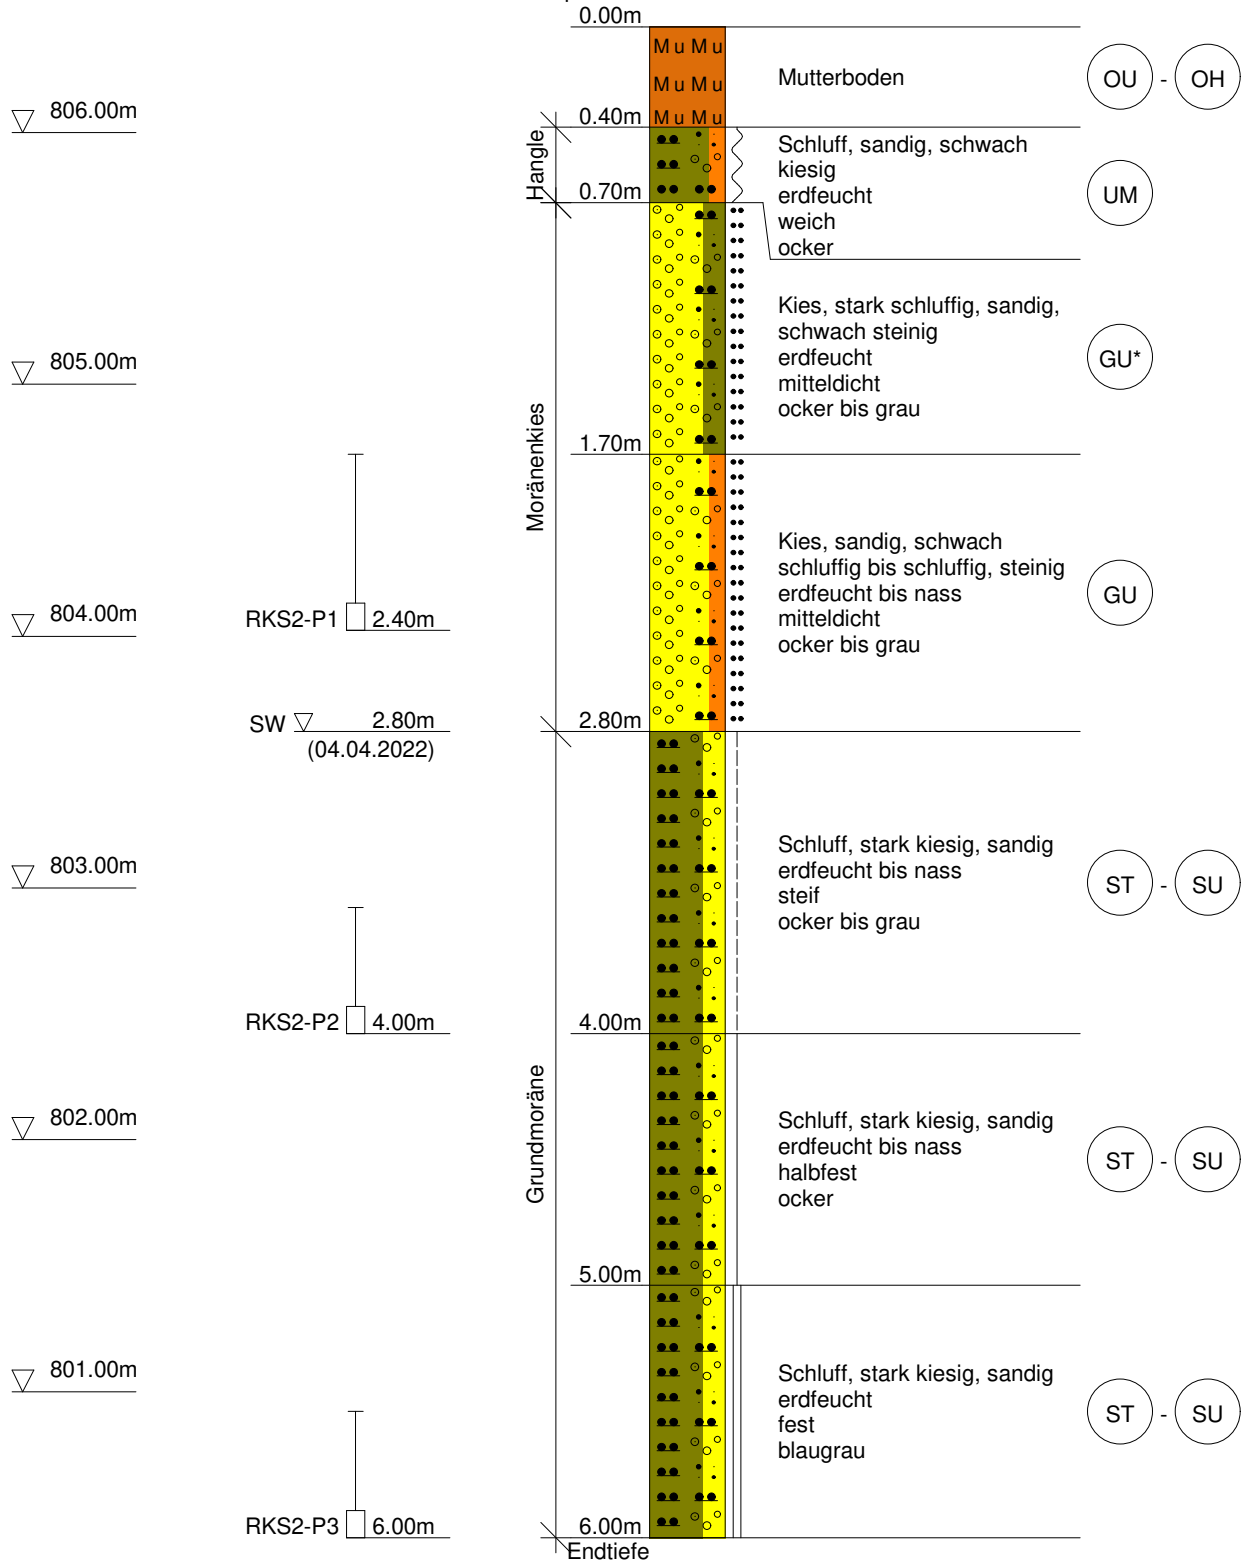 0.00m
Mu Mu
Mu Mu
Mu Mu
Mutterboden
OU - OH
806.00m
0.40m
Hangle
Schluff, sandig, schwach
kiesig
erdfeucht
weich
ocker
UM
0.70m
Kies, stark schluffig, sandig,
schwach steinig
erdfeucht
mitteldicht
ocker bis grau
GU*
805.00m
Moränenkies
1.70m
Kies, sandig, schwach
schluffig bis schluffig, steinig
erdfeucht bis nass
mitteldicht
ocker bis grau
GU
804.00m
RKS2-P1 2.40m
SW 2.80m
(04.04.2022)
2.80m
Schluff, stark kiesig, sandig
erdfeucht bis nass
steif
ocker bis grau
ST - SU
803.00m
RKS2-P2 4.00m
4.00m
Grundmoräne
Schluff, stark kiesig, sandig
erdfeucht bis nass
halbfest
ocker
ST - SU
802.00m
5.00m
Schluff, stark kiesig, sandig
erdfeucht
fest
blaugrau
ST - SU
801.00m
RKS2-P3 6.00m
6.00m
Endtiefe